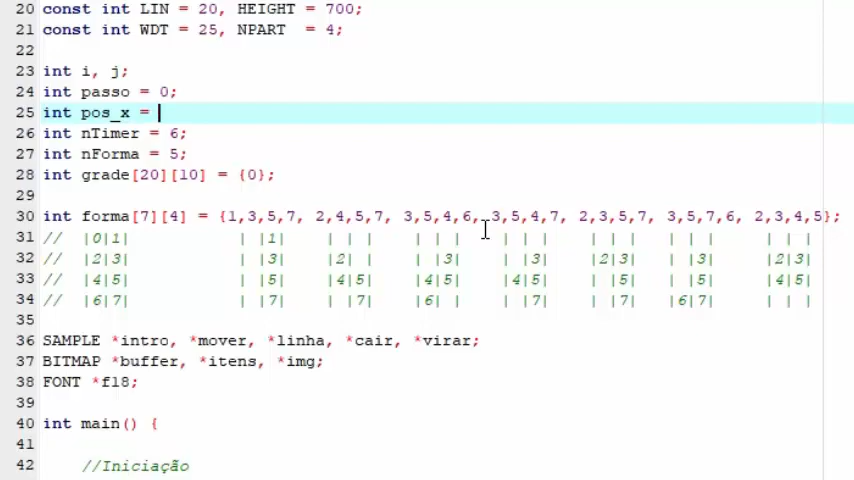 20 const int LIN = 20, HEIGHT = 700;
21 const int WDT = 25, NPART  = 4;
22
23 int i, j;
24 int passo = 0;
25 int pos_x =
26 int nTimer = 6;
27 int nForma = 5;
28 int grade[20][10] = {0};
29
30 int forma[7][4] = {1,3,5,7, 2,4,5,7, 3,5,4,6, 3,5,4,7, 2,3,5,7, 3,5,7,6, 2,3,4,5};
31 //  |0|1|            | |1|   | | |    | | |    | | |    | | |   | | |    | | |
32 //  |2|3|            | |3|   |2| |    | |3|    | |3|    |2|3|   | |3|    |2|3|
33 //  |4|5|            | |5|   |4|5|    |4|5|    |4|5|    | |5|   | |5|    |4|5|
34 //  |6|7|            | |7|   | |7|    |6| |    | |7|    | |7|   |6|7|    | | |
35
36 SAMPLE *intro, *mover, *linha, *cair, *virar;
37 BITMAP *buffer, *itens, *img;
38 FONT *f18;
39
40 int main() {
41
42     //Iniciação